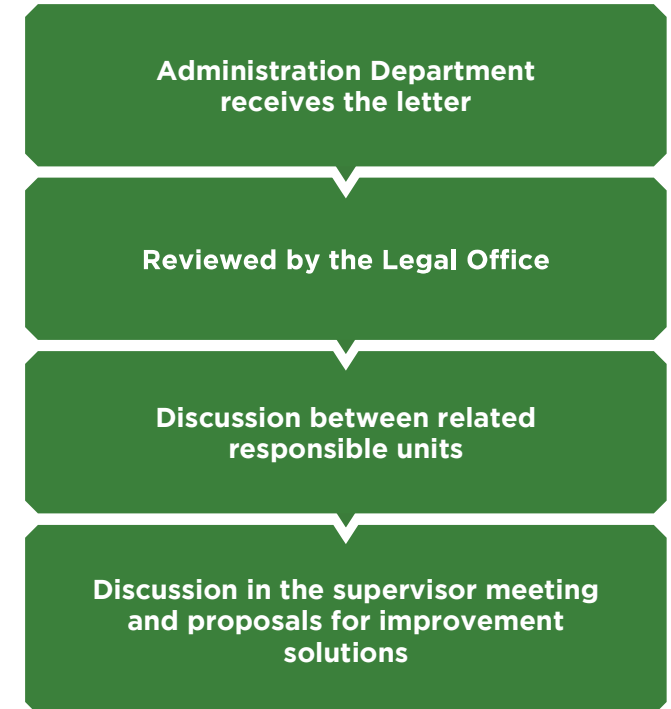 Administration Department
receives the letter
Reviewed by the Legal Office
Discussion between related
responsible units
Discussion in the supervisor meeting
and proposals for improvement
solutions